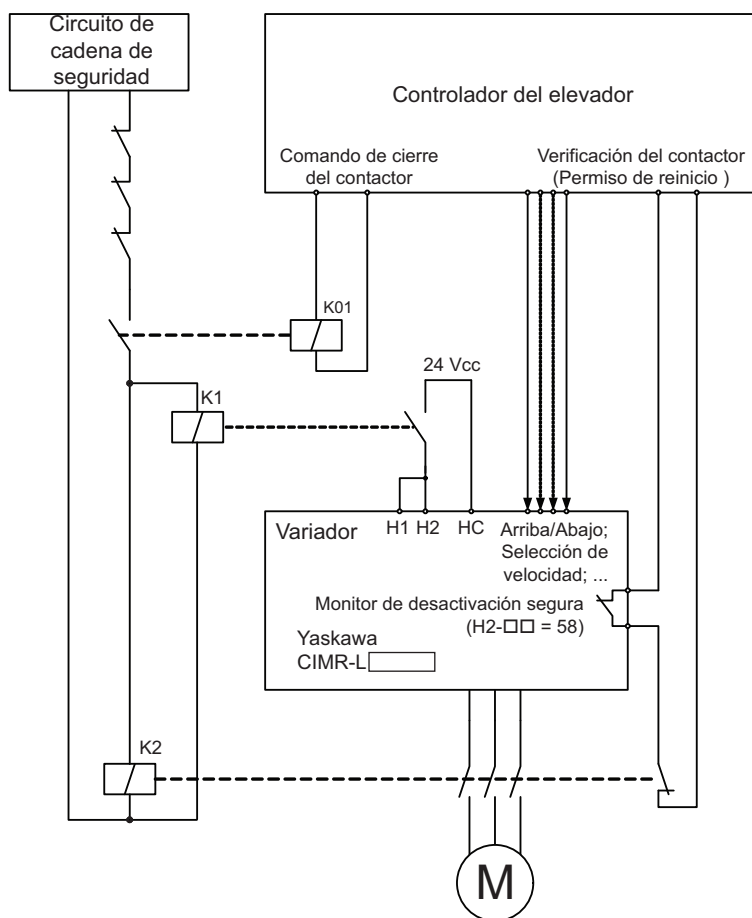 Circuito de
cadena de
seguridad
Controlador del elevador
Comando de cierre
del contactor
Verificación del contactor
(Permiso de reinicio )
K01
24 Vcc
K1
Variador
H1 H2 HC
Arriba/Abajo;
Selección de
velocidad; ...
Monitor de desactivación segura
(H2-□□ = 58)
Yaskawa
CIMR-L
K2
M